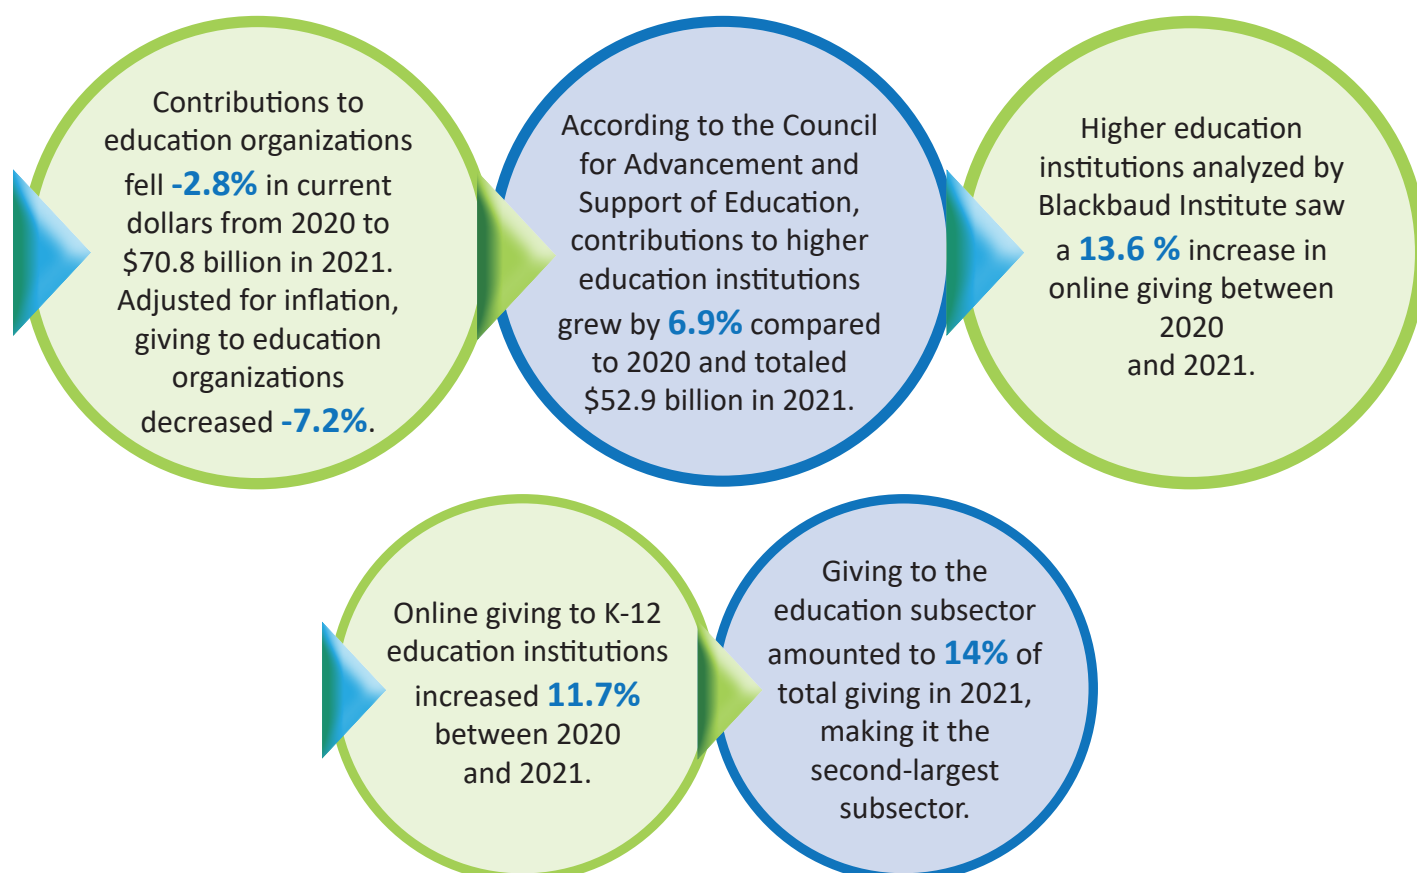 Contributions to
education organizations
fell -2.8% in current
dollars from 2020 to
$70.8 billion in 2021.
Adjusted for inflation,
giving to education
organizations
decreased -7.2%.
According to the Council
for Advancement and
Support of Education,
contributions to higher
education institutions
grew by 6.9% compared
to 2020 and totaled
$52.9 billion in 2021.
Higher education
institutions analyzed by
Blackbaud Institute saw
a 13.6 % increase in
online giving between
2020
and 2021.
Online giving to K-12
education institutions
increased 11.7%
between 2020
and 2021.
Giving to the
education subsector
amounted to 14% of
total giving in 2021,
making it the
second-largest
subsector.